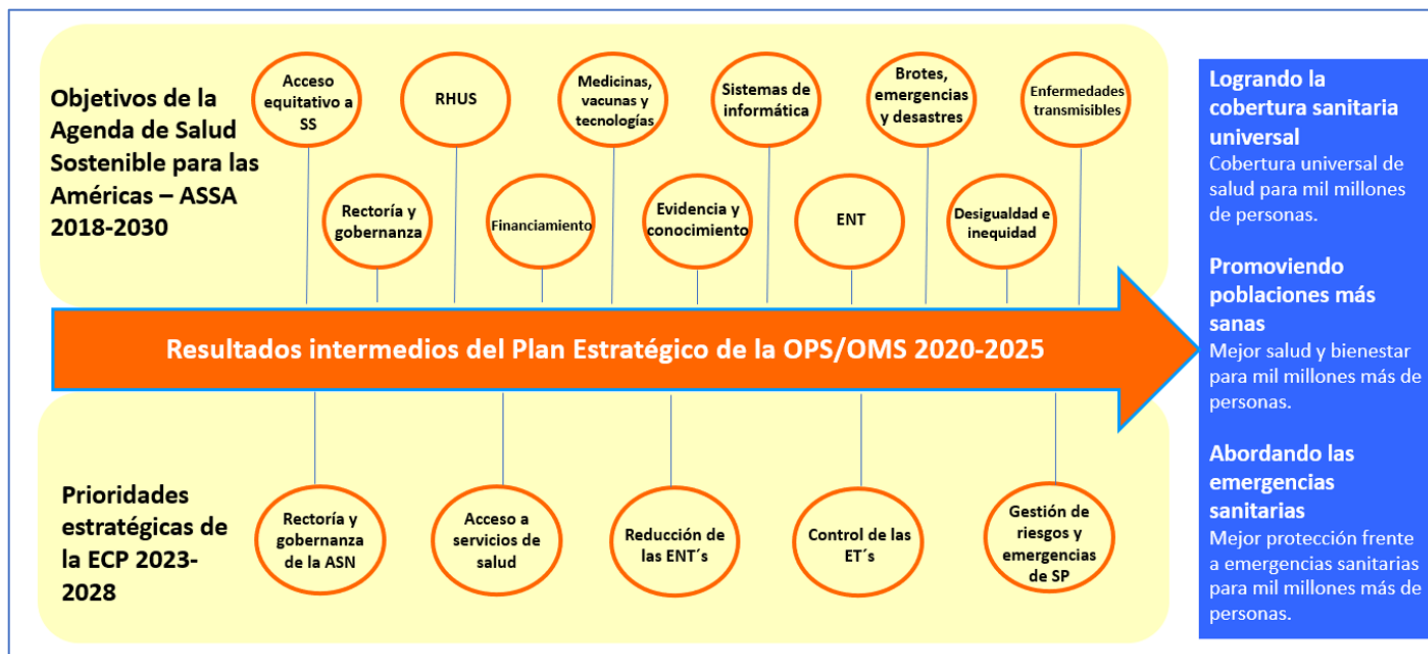 Objetivos de la
Agenda de Salud
Sostenible para las
Américas – ASSA
2018-2030
Acceso
equitativo a
SS
RHUS
Medicinas,
vacunas y
tecnologías
Sistemas de
informática
Brotes,
emergencias
y desastres
Enfermedades
transmisibles
Rectoría y
gobernanza
Financiamiento
Evidencia y
conocimiento
ENT
Desigualdad e
inequidad
Resultados intermedios del Plan Estratégico de la OPS/OMS 2020-2025
Prioridades
estratégicas de
la ECP 2023-
2028
Rectoría y
gobernanza
de la ASN
Acceso a
servicios de
salud
Reducción de
las ENT´s
Control de las
ET´s
Gestión de
riesgos y
emergencias
de SP
Logrando la
cobertura sanitaria
universal
Cobertura universal de
salud para mil millones
de personas.
Promoviendo
poblaciones más
sanas
Mejor salud y bienestar
para mil millones más de
personas.
Abordando las
emergencias
sanitarias
Mejor protección frente
a emergencias sanitarias
para mil millones más de
personas.